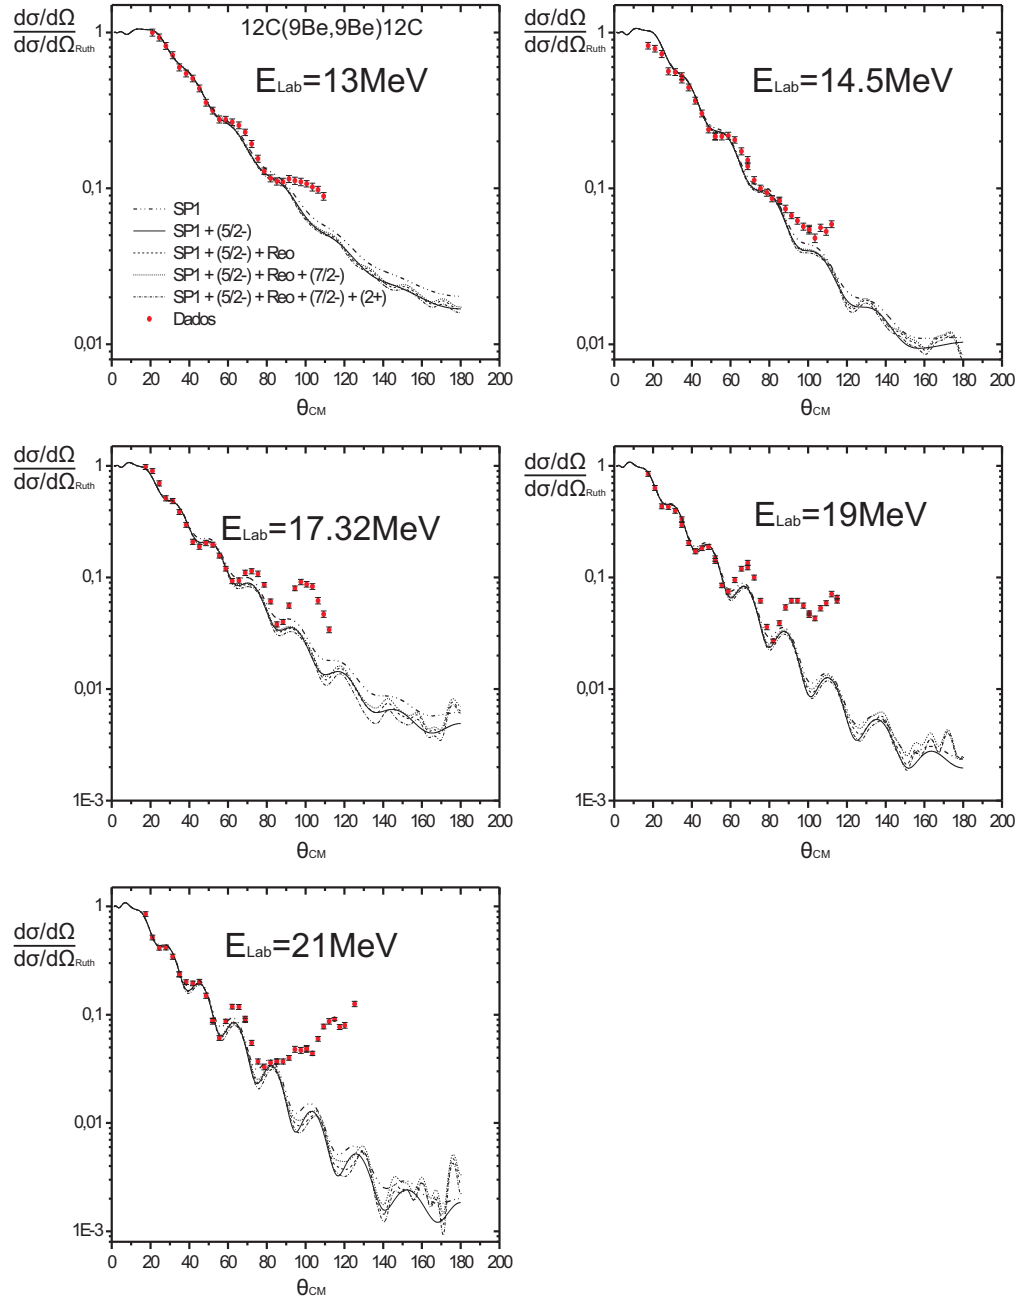 12C(9Be,9Be)12C
dσ/dΩ
dσ/dΩRuth
ELab=13MeV
1
0,1
0,01
SP1
SP1 + (5/2-)
SP1 + (5/2-) + Reo
SP1 + (5/2-) + Reo + (7/2-)
SP1 + (5/2-) + Reo + (7/2-) + (2+)
Dados
0 20 40 60 80 100 120 140 160 180 200
θCM
dσ/dΩ
dσ/dΩRuth
ELab=14.5MeV
1
0,1
0,01
0 20 40 60 80 100 120 140 160 180 200
θCM
dσ/dΩ
dσ/dΩRuth
ELab=17.32MeV
1
0,1
0,01
1E-3
0 20 40 60 80 100 120 140 160 180 200
θCM
dσ/dΩ
dσ/dΩRuth
ELab=19MeV
1
0,1
0,01
1E-3
0 20 40 60 80 100 120 140 160 180 200
θCM
dσ/dΩ
dσ/dΩRuth
ELab=21MeV
1
0,1
0,01
1E-3
0 20 40 60 80 100 120 140 160 180 200
θCM